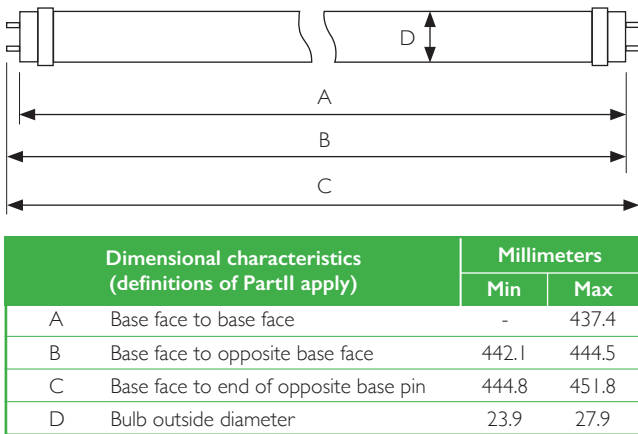 D
A
B
C
Dimensional characteristics
(definitions of PartII apply)
Millimeters
Min Max
A Base face to base face - 437.4
B Base face to opposite base face 442.1 444.5
C Base face to end of opposite base pin 444.8 451.8
D Bulb outside diameter 23.9 27.9